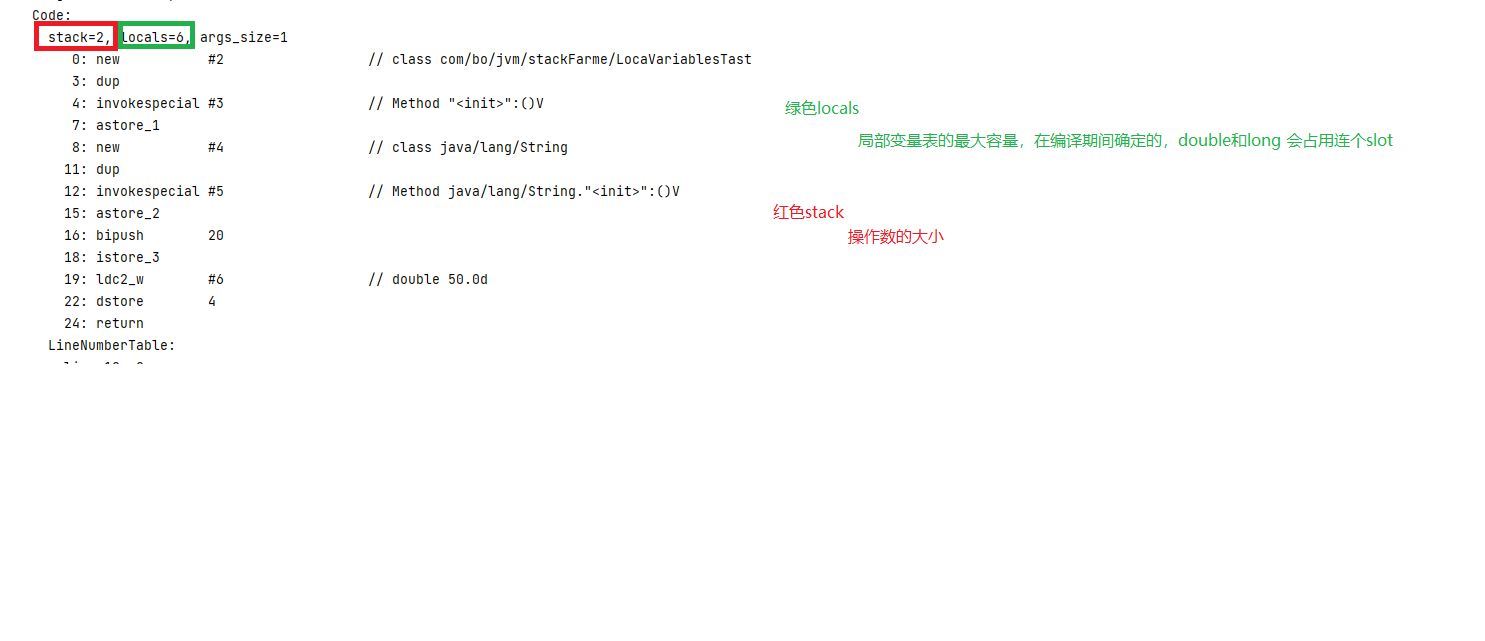 Code:
stack=2, locals=6, args_size=1
0: new #2 // class com/bo/jvm/stackFarme/LocaVariablesTast
3: dup
4: invokespecial #3 // Method "<init>":()V
绿色locals
7: astore_1
局部变量表的最大容量，在编译期间确定的，double和long 会占用连个slot
8: new #4 // class java/lang/String
11: dup
12: invokespecial #5 // Method java/lang/String."<init>":()V
15: astore_2
红色stack
16: bipush 20
操作数的大小
18: istore_3
19: ldc2_w #6 // double 50.0d
22: dstore 4
24: return
LineNumberTable: